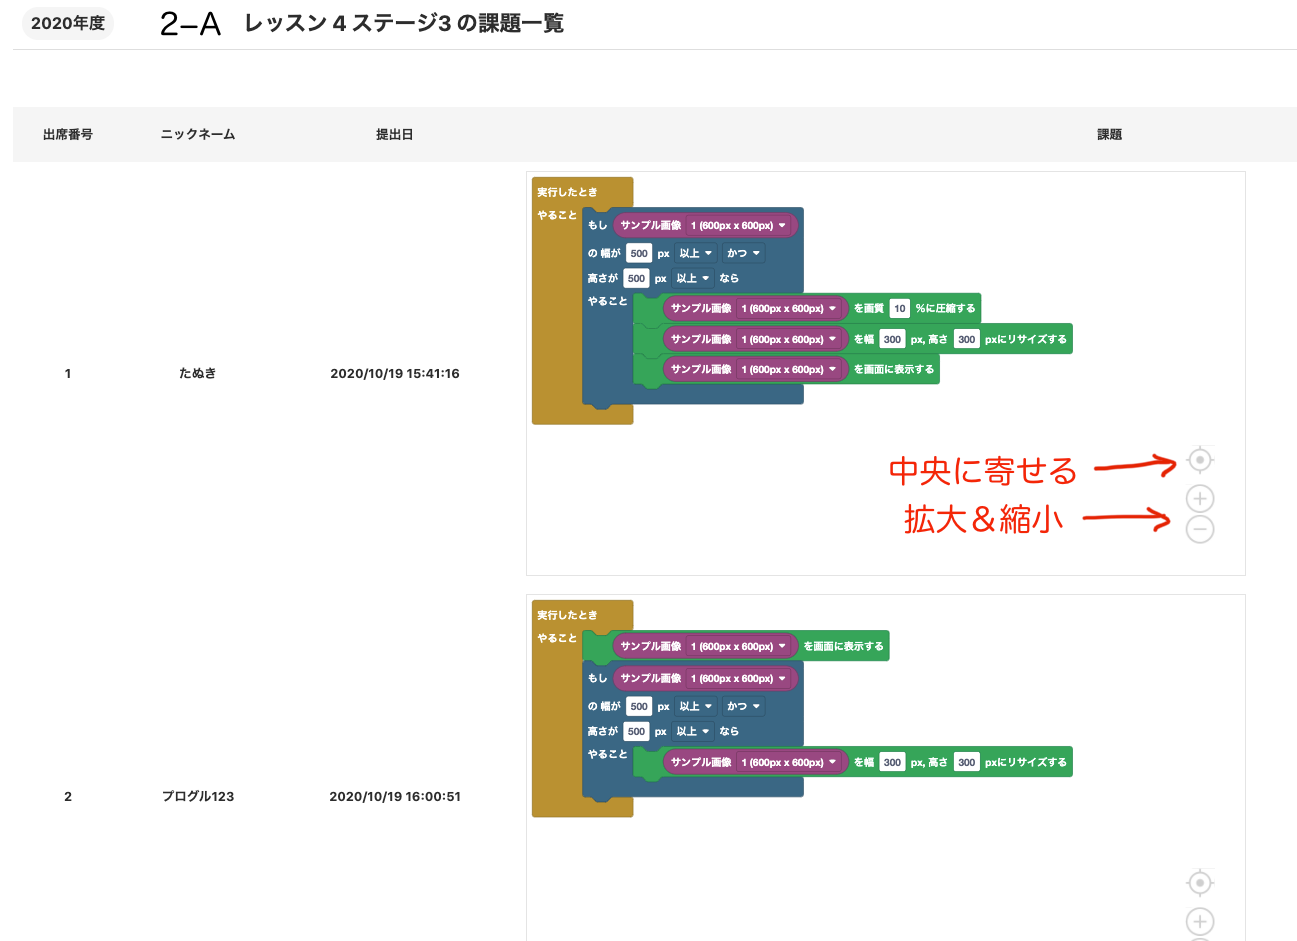 2020年度 2-A レッスン 4 ステージ3 の課題一覧
出席番号 ニックネーム 提出日 課題
実行したとき
やること
もし サンプル画像 1 (600px x 600px)
の 幅が 500 px 以上 かつ
高さが 500 px 以上 なら
やること サンプル画像 1 (600px x 600px) を画質 10 %に圧縮する
サンプル画像 1 (600px x 600px) を幅 300 px, 高さ 300 pxにリサイズする
サンプル画像 1 (600px x 600px) を画面に表示する
1 たぬき 2020/10/19 15:41:16
中央に寄せる
拡大＆縮小
実行したとき
やること サンプル画像 1 (600px x 600px) を画面に表示する
もし サンプル画像 1 (600px x 600px)
の 幅が 500 px 以上 かつ
高さが 500 px 以上 なら
やること サンプル画像 1 (600px x 600px) を幅 300 px, 高さ 300 pxにリサイズする
2 プログル123 2020/10/19 16:00:51